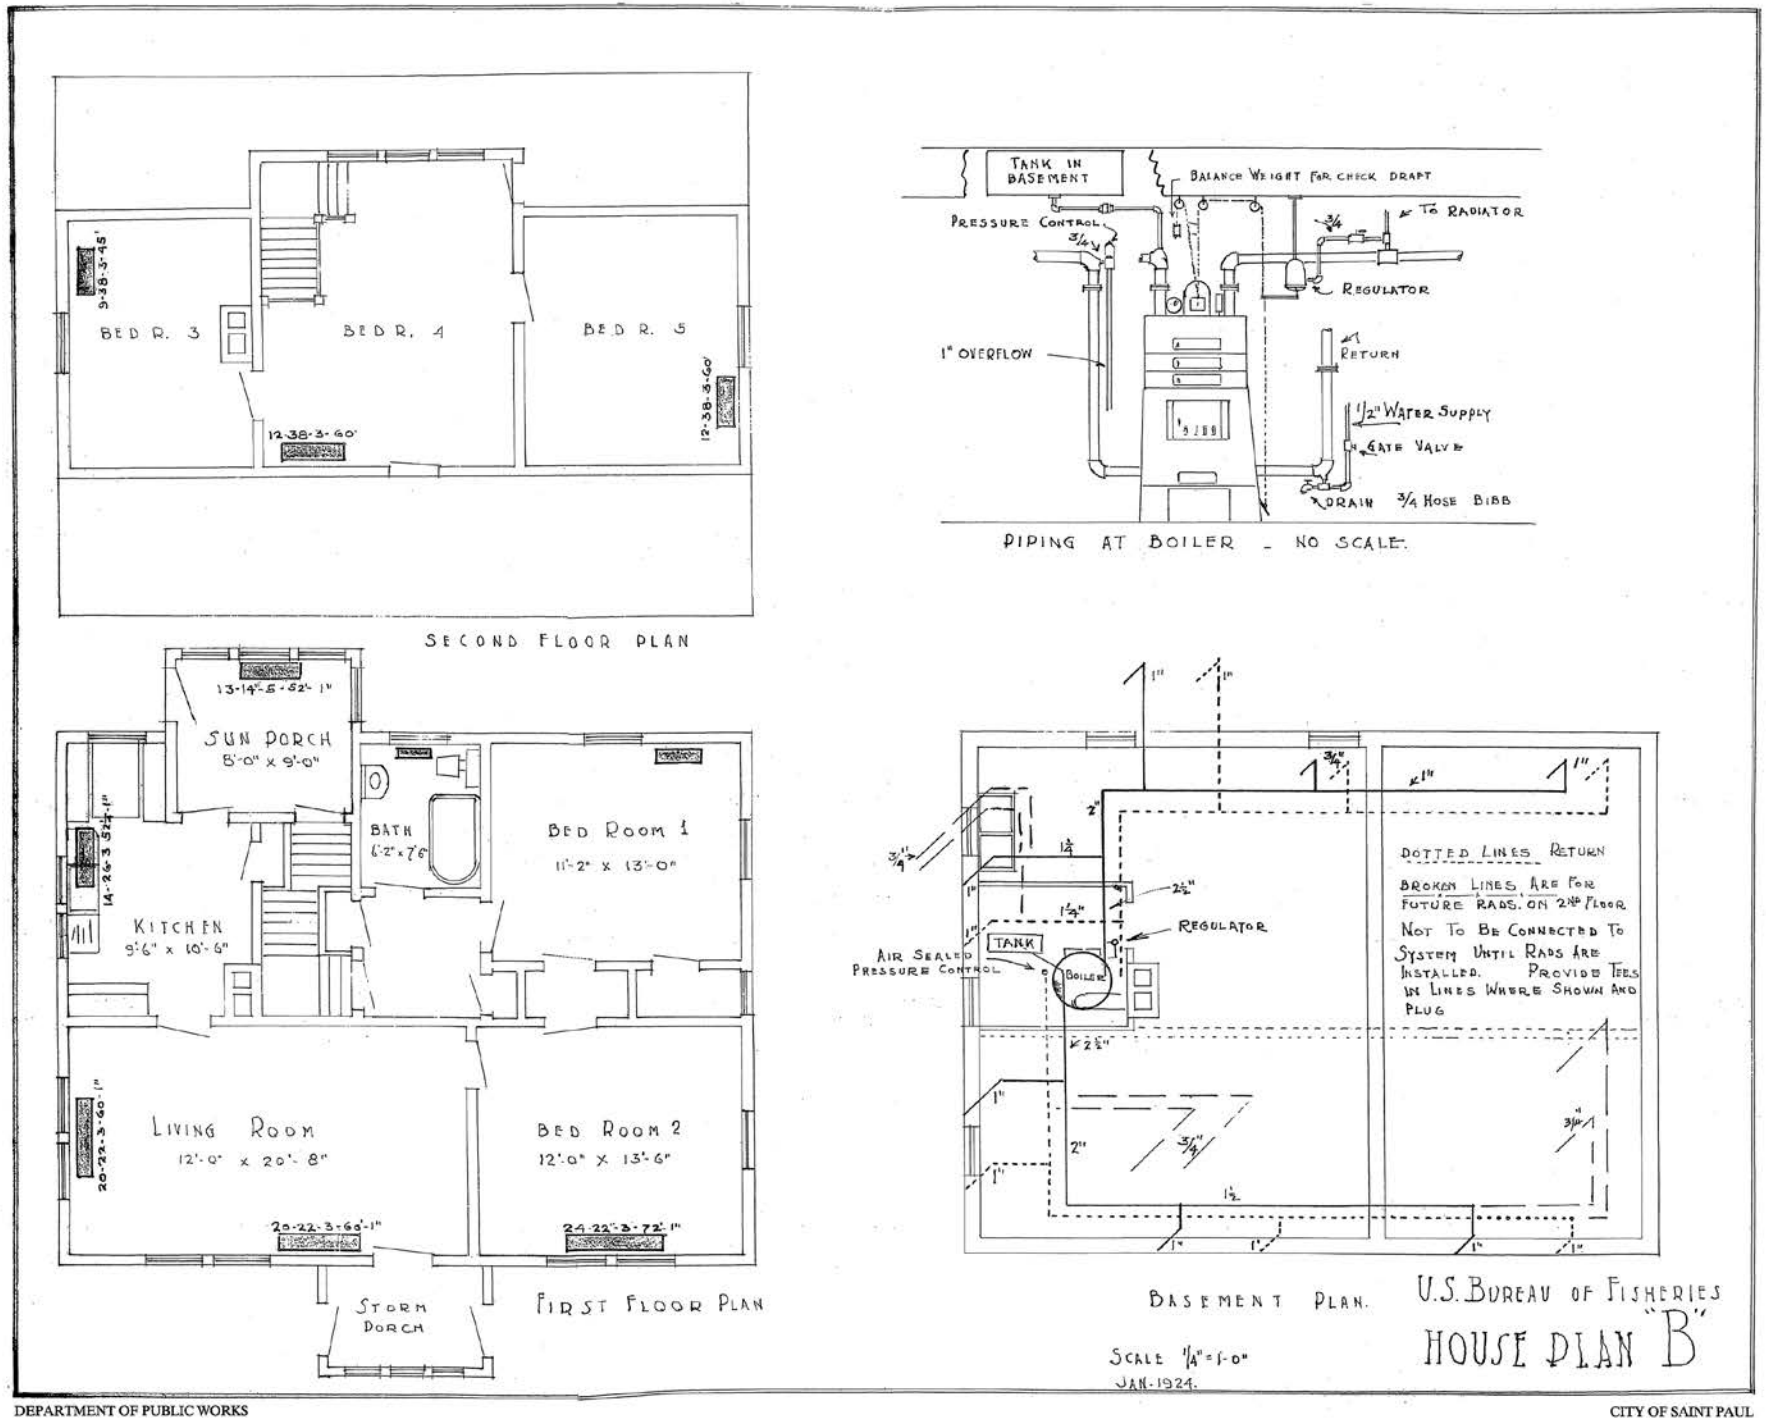 9-38-3-45'
BED R. 3
BED R. 4
BED R. 5
12-38-3-60'
12-38-3-60'
SECOND FLOOR PLAN
TANK IN
BASEMENT
BALANCE WEIGHT FOR CHECK DRAFT
PRESSURE CONTROL
3/4
3/4
TO RADIATOR
REGULATOR
1" OVERFLOW
RETURN
1/2" WATER SUPPLY
GATE VALVE
DRAIN 3/4 HOSE BIBB
PIPING AT BOILER - NO SCALE.
13-14"-5-52'-1"
SUN PORCH
8'-0" x 9'-0"
14-26-3 52'-1"
BATH
6'-2" x 7'6"
BED ROOM 1
11'-2" x 13'-0"
KITCHEN
9'-6" x 10'-6"
LIVING ROOM
12'-0" x 20'-8"
20-22-3-60-1"
20-22-3-60'-1"
BED ROOM 2
12'-0" X 13'-6"
24-22"-3-72'-1"
STORM
PORCH
FIRST FLOOR PLAN
1"
1"
3/4"
1"
1"
2"
3/4"
1 1/4
1"
2 1/2"
1 1/4"
1"
REGULATOR
TANK
AIR SEALED
PRESSURE CONTROL
BOILER
2 1/2"
DOTTED LINES RETURN
BROKEN LINES ARE FOR
FUTURE RADS. ON 2ND FLOOR
NOT TO BE CONNECTED TO
SYSTEM UNTIL RADS ARE
INSTALLED. PROVIDE TEES
IN LINES WHERE SHOWN AND
PLUG
1"
2"
3/4"
3/4"
1"
1 1/2
1"
1"
1"
1"
BASEMENT PLAN.
SCALE 1/4" = 1'-0"
JAN. 1924.
U.S. BUREAU OF FISHERIES
HOUSE PLAN "B"
DEPARTMENT OF PUBLIC WORKS
CITY OF SAINT PAUL